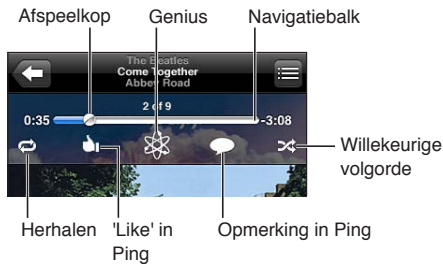 Afspeelkop
Genius
Navigatiebalk
The Beatles
Come Together
Abbey Road
2 of 9
0:35
-3:08
Willekeurige
volgorde
Herhalen
'Like' in
Ping
Opmerking in Ping